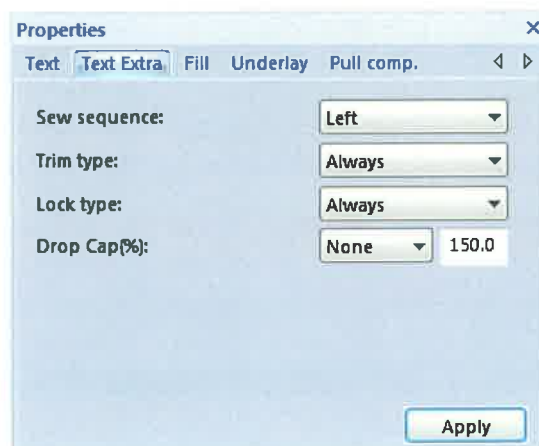 Properties
Text Text Extra Fill Underlay Pull comp.
Sew sequence: Left
Trim type: Always
Lock type: Always
Drop Cap(%): None 150.0
Apply